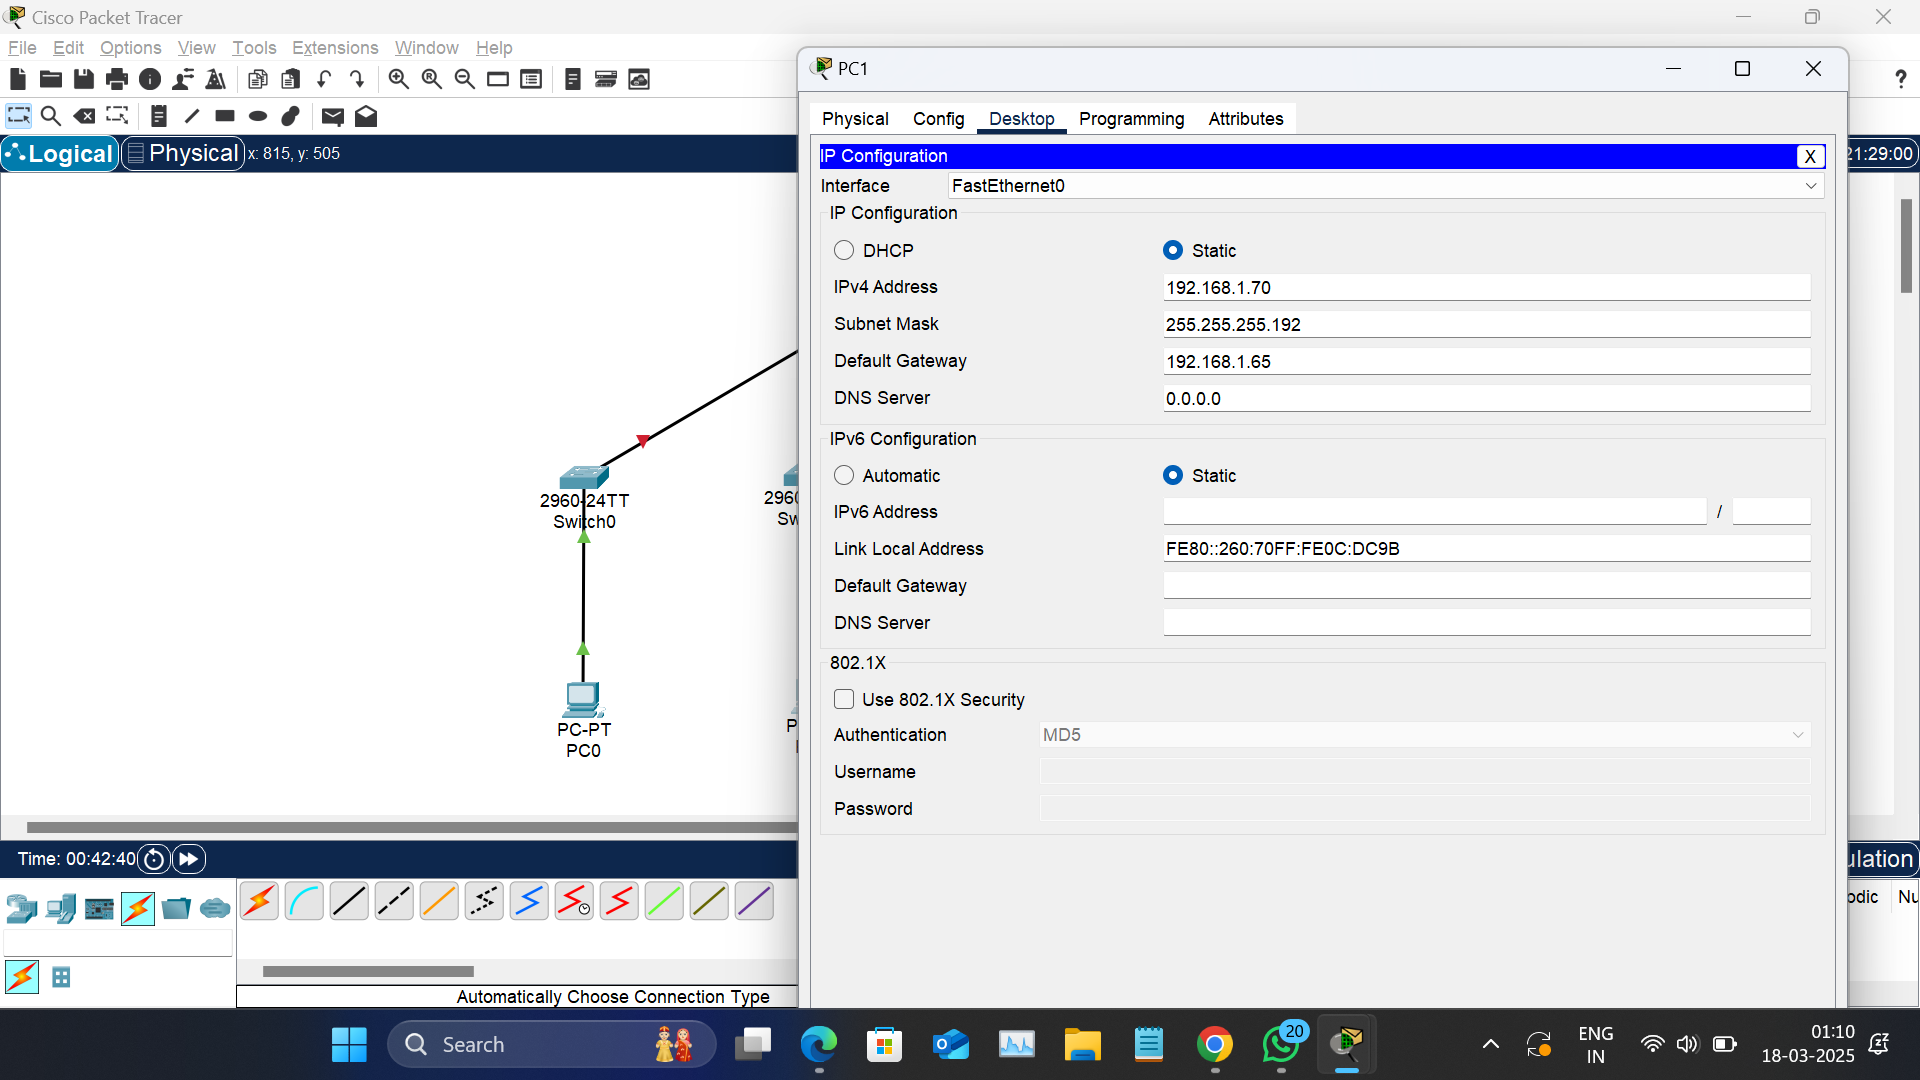 Cisco Packet Tracer
File Edit Options View Tools Extensions Window Help
Logical Physical x: 815, y: 505
21:29:00
2960-24TT
Switch0
PC-PT
PC0
Time: 00:42:40
Automatically Choose Connection Type
PC1
Physical Config Desktop Programming Attributes
IP Configuration X
Interface FastEthernet0
IP Configuration
DHCP Static
IPv4 Address 192.168.1.70
Subnet Mask 255.255.255.192
Default Gateway 192.168.1.65
DNS Server 0.0.0.0
IPv6 Configuration
Automatic Static
IPv6 Address /
Link Local Address FE80::260:70FF:FE0C:DC9B
Default Gateway
DNS Server
802.1X
Use 802.1X Security
Authentication MD5
Username
Password
Search
20
ENG
IN
01:10
18-03-2025